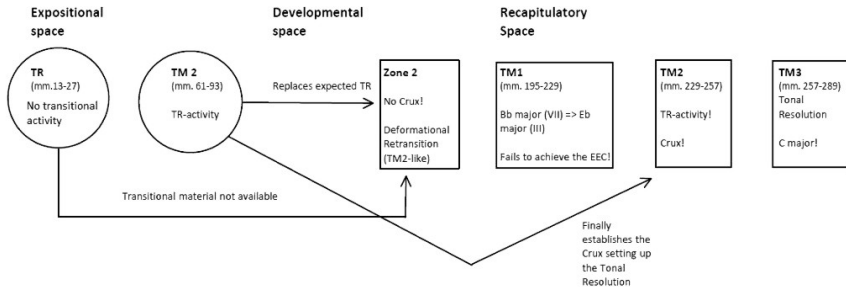 Expositional
space
Developmental
space
Recapitulatory
Space
TR
(mm.13-27)
No transitional
activity
TM 2
(mm. 61-93)
TR-activity
Replaces expected TR
Zone 2
No Crux!
Deformational
Retransition
(TM2-like)
TM1
(mm. 195-229)
Bb major (VII) => Eb
major (III)
Fails to achieve the EEC!
TM2
(mm. 229-257)
TR-activity!
Crux!
TM3
(mm. 257-289)
Tonal
Resolution
C major!
Transitional material not available
Finally
establishes the
Crux setting up
the Tonal
Resolution